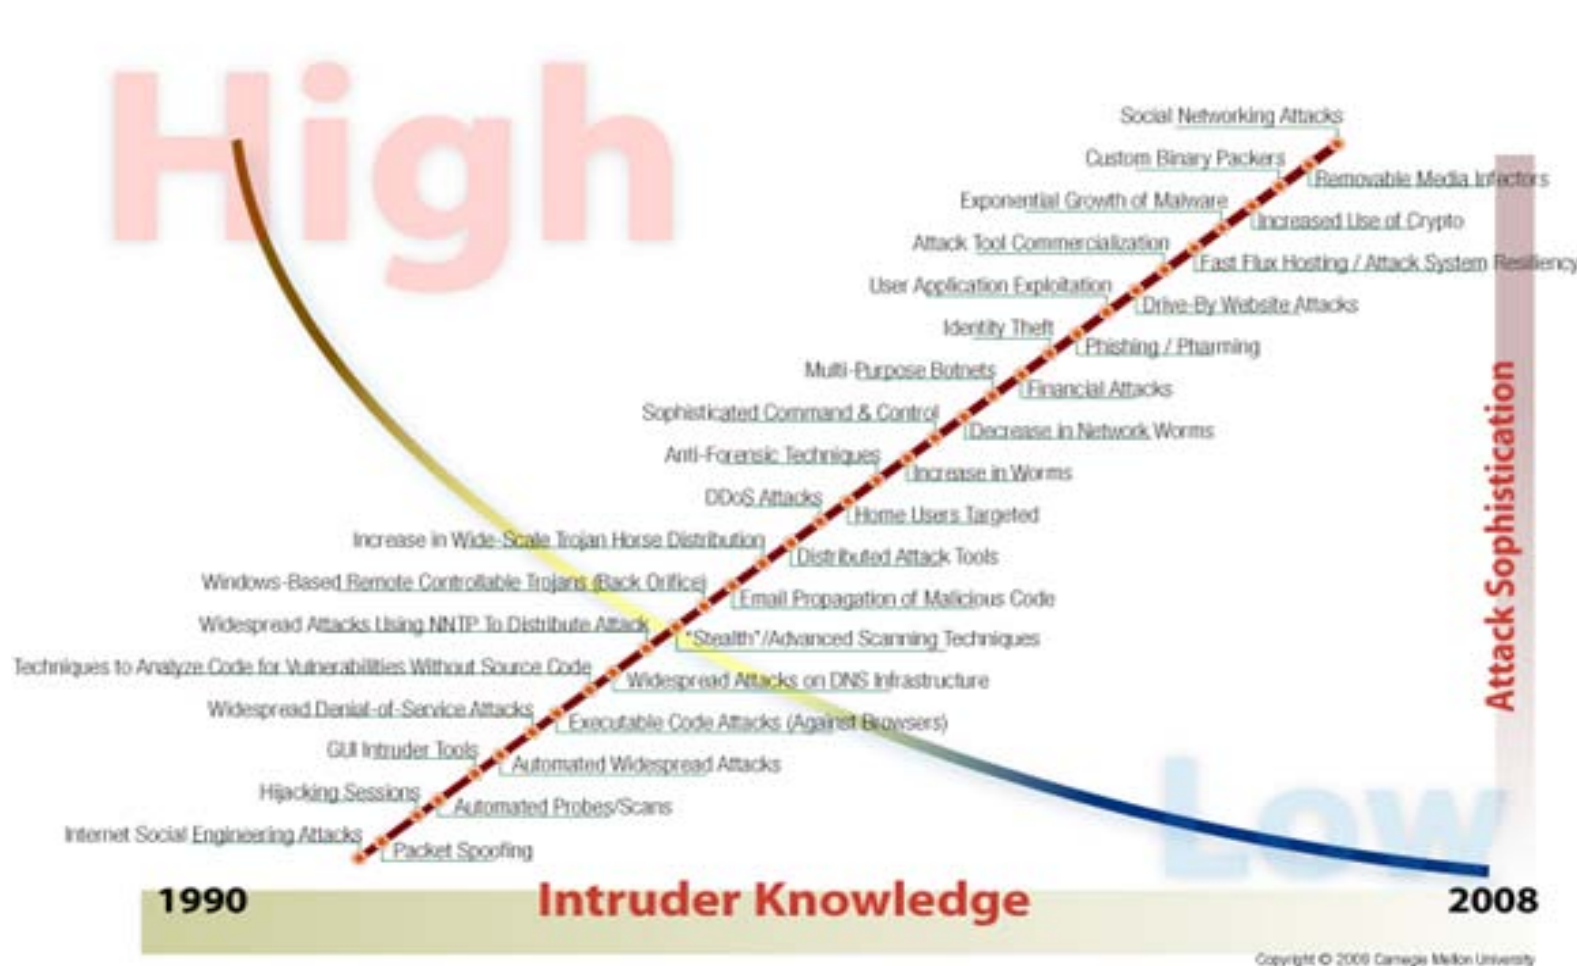 High
Social Networking Attacks
Custom Binary Packers
Removable Media Infectors
Exponential Growth of Malware
Increased Use of Crypto
Attack Tool Commercialization
Fast Flux Hosting / Attack System Resiliency
User Application Exploitation
Drive-By Website Attacks
Identity Theft
Phishing / Pharming
Multi-Purpose Botnets
Financial Attacks
Sophisticated Command & Control
Decrease in Network Worms
Anti-Forensic Techniques
Increase in Worms
DDoS Attacks
Home Users Targeted
Increase in Wide-Scale Trojan Horse Distribution
Distributed Attack Tools
Windows-Based Remote Controllable Trojans (Back Orifice)
Email Propagation of Malicious Code
Widespread Attacks Using NNTP To Distribute Attack
"Stealth"/Advanced Scanning Techniques
Techniques to Analyze Code for Vulnerabilities Without Source Code
Widespread Attacks on DNS Infrastructure
Widespread Denial-of-Service Attacks
Executable Code Attacks (Against Browsers)
GUI Intruder Tools
Automated Widespread Attacks
Hijacking Sessions
Automated Probes/Scans
Internet Social Engineering Attacks
Packet Spoofing
Attack Sophistication
Low
1990
Intruder Knowledge
2008
Copyright © 2009 Carnegie Mellon University